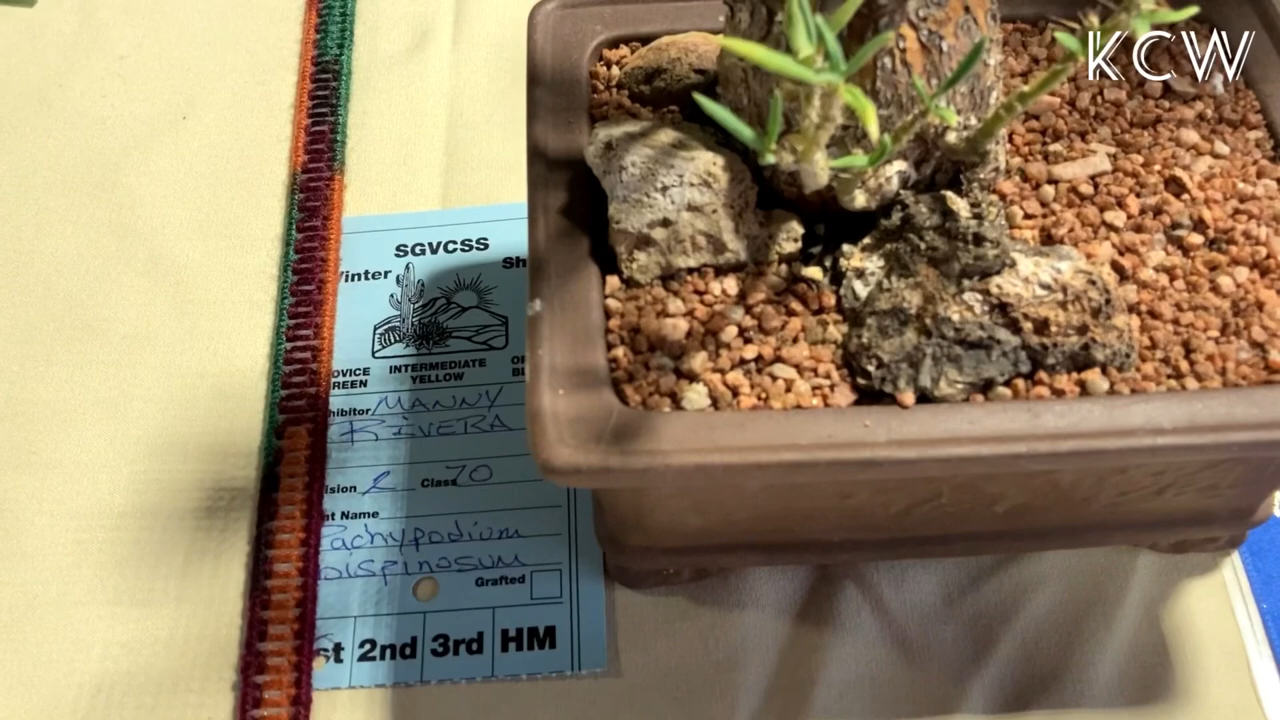 KCW
SGVCSS
Winter Sh
INTERMEDIATE
YELLOW
OVICE
REEN
hibitor MANNY
RIVERA
ision 2 Class 70
nt Name
Pachypodium
bispinosum
Grafted
st 2nd 3rd HM